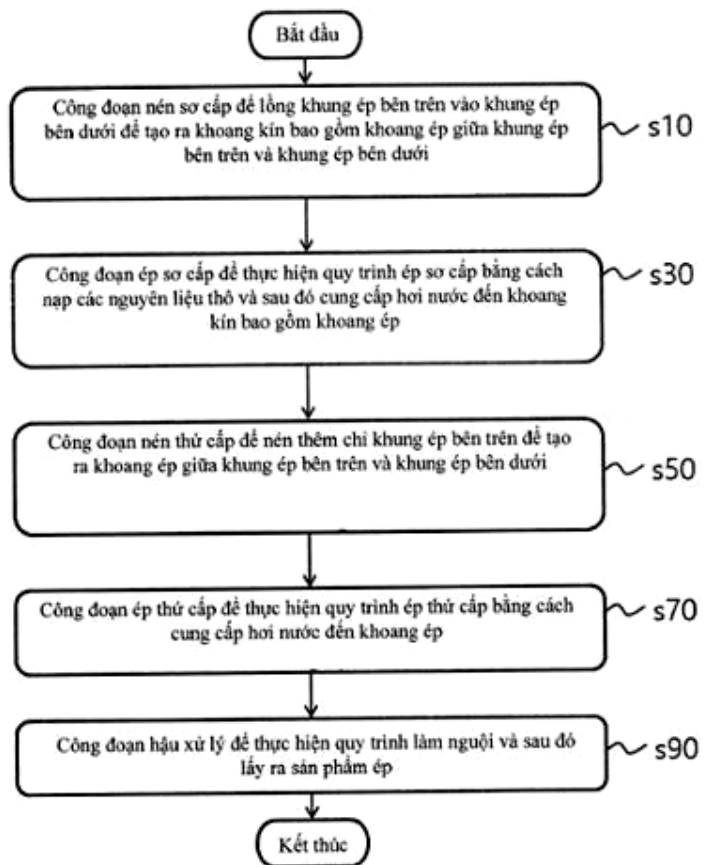 Bắt đầu
Công đoạn nén sơ cấp để lồng khung ép bên trên vào khung ép
bên dưới để tạo ra khoang kín bao gồm khoang ép giữa khung ép
bên trên và khung ép bên dưới
s10
Công đoạn ép sơ cấp để thực hiện quy trình ép sơ cấp bằng cách
nạp các nguyên liệu thô và sau đó cung cấp hơi nước đến khoang
kín bao gồm khoang ép
s30
Công đoạn nén thứ cấp để nén thêm chỉ khung ép bên trên để tạo
ra khoang ép giữa khung ép bên trên và khung ép bên dưới
s50
Công đoạn ép thứ cấp để thực hiện quy trình ép thứ cấp bằng cách
cung cấp hơi nước đến khoang ép
s70
Công đoạn hậu xử lý để thực hiện quy trình làm nguội và sau đó
lấy ra sản phẩm ép
s90
Kết thúc